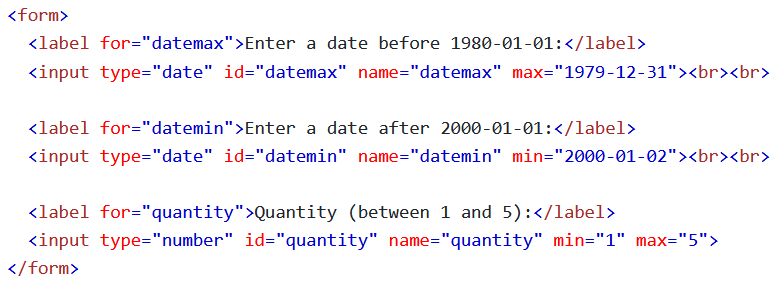 <form>
<label for="datemax">Enter a date before 1980-01-01:</label>
<input type="date" id="datemax" name="datemax" max="1979-12-31"><br><br>
<label for="datemin">Enter a date after 2000-01-01:</label>
<input type="date" id="datemin" name="datemin" min="2000-01-02"><br><br>
<label for="quantity">Quantity (between 1 and 5):</label>
<input type="number" id="quantity" name="quantity" min="1" max="5">
</form>